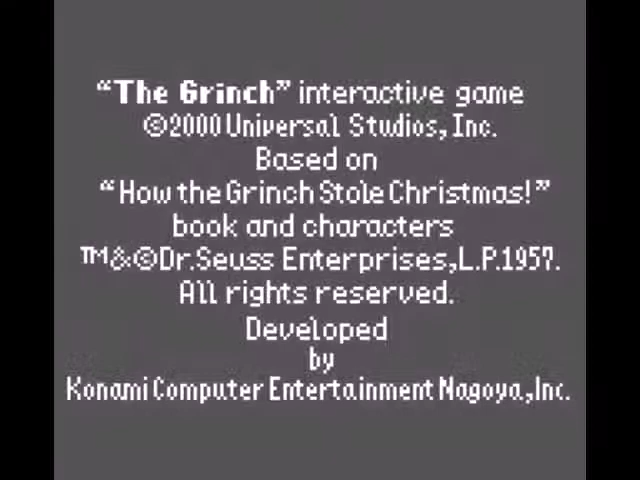 “The Grinch” interactive game
©2000 Universal Studios, Inc.
Based on
“How the Grinch Stole Christmas!”
book and characters
™&©Dr.Seuss Enterprises,L.P.1957.
All rights reserved.
Developed
by
Konami Computer Entertainment Nagoya,Inc.